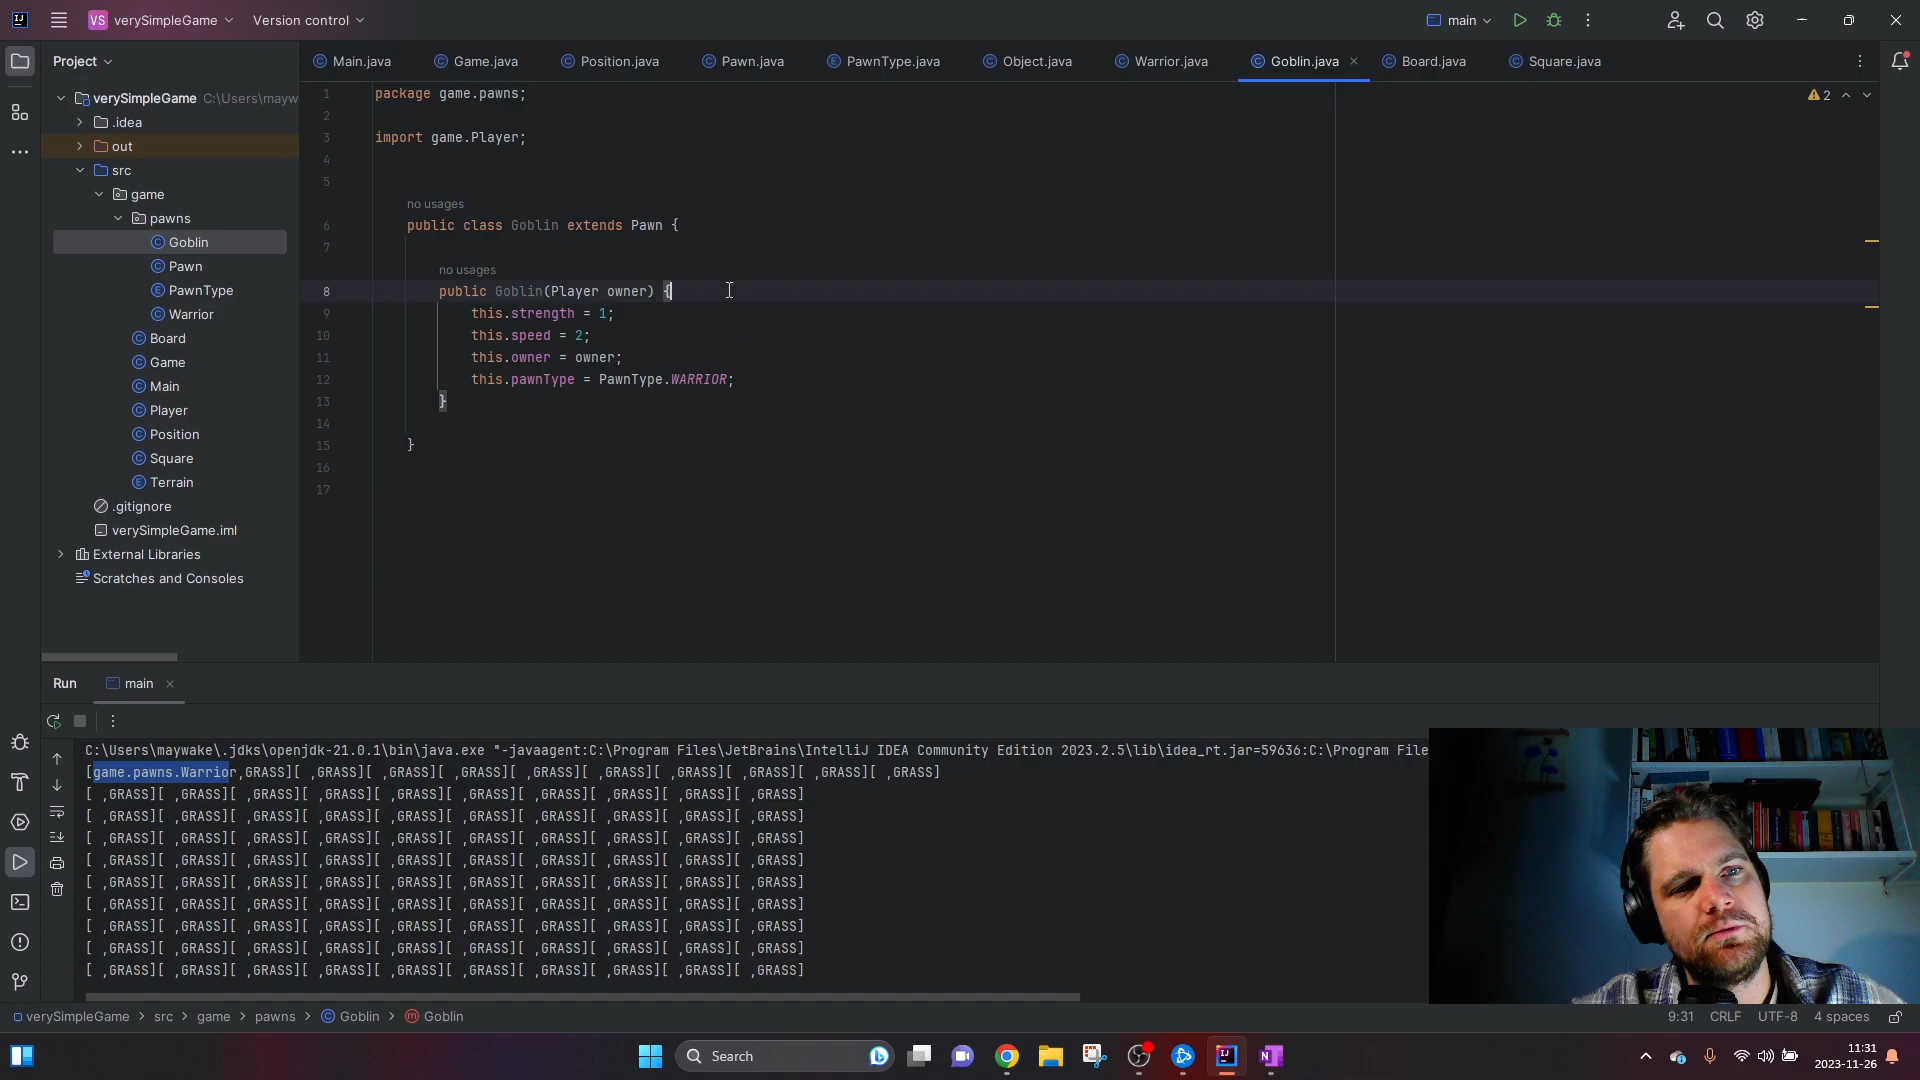 VS verySimpleGame Version control main
Project
Main.java Game.java Position.java Pawn.java PawnType.java Object.java Warrior.java Goblin.java Board.java Square.java
verySimpleGame C:\Users\mayw
.idea
out
src
game
pawns
Goblin
Pawn
PawnType
Warrior
Board
Game
Main
Player
Position
Square
Terrain
.gitignore
verySimpleGame.iml
External Libraries
Scratches and Consoles
2
1 package game.pawns;
2
3 import game.Player;
4
5
no usages
6 public class Goblin extends Pawn {
7
no usages
8 public Goblin(Player owner) {
9 this.strength = 1;
10 this.speed = 2;
11 this.owner = owner;
12 this.pawnType = PawnType.WARRIOR;
13 }
14
15 }
16
17
Run main
C:\Users\maywake\.jdks\openjdk-21.0.1\bin\java.exe "-javaagent:C:\Program Files\JetBrains\IntelliJ IDEA Community Edition 2023.2.5\lib\idea_rt.jar=59636:C:\Program File
[game.pawns.Warrior,GRASS][ ,GRASS][ ,GRASS][ ,GRASS][ ,GRASS][ ,GRASS][ ,GRASS][ ,GRASS][ ,GRASS][ ,GRASS]
[ ,GRASS][ ,GRASS][ ,GRASS][ ,GRASS][ ,GRASS][ ,GRASS][ ,GRASS][ ,GRASS][ ,GRASS][ ,GRASS]
[ ,GRASS][ ,GRASS][ ,GRASS][ ,GRASS][ ,GRASS][ ,GRASS][ ,GRASS][ ,GRASS][ ,GRASS][ ,GRASS]
[ ,GRASS][ ,GRASS][ ,GRASS][ ,GRASS][ ,GRASS][ ,GRASS][ ,GRASS][ ,GRASS][ ,GRASS][ ,GRASS]
[ ,GRASS][ ,GRASS][ ,GRASS][ ,GRASS][ ,GRASS][ ,GRASS][ ,GRASS][ ,GRASS][ ,GRASS][ ,GRASS]
[ ,GRASS][ ,GRASS][ ,GRASS][ ,GRASS][ ,GRASS][ ,GRASS][ ,GRASS][ ,GRASS][ ,GRASS][ ,GRASS]
[ ,GRASS][ ,GRASS][ ,GRASS][ ,GRASS][ ,GRASS][ ,GRASS][ ,GRASS][ ,GRASS][ ,GRASS][ ,GRASS]
[ ,GRASS][ ,GRASS][ ,GRASS][ ,GRASS][ ,GRASS][ ,GRASS][ ,GRASS][ ,GRASS][ ,GRASS][ ,GRASS]
[ ,GRASS][ ,GRASS][ ,GRASS][ ,GRASS][ ,GRASS][ ,GRASS][ ,GRASS][ ,GRASS][ ,GRASS][ ,GRASS]
[ ,GRASS][ ,GRASS][ ,GRASS][ ,GRASS][ ,GRASS][ ,GRASS][ ,GRASS][ ,GRASS][ ,GRASS][ ,GRASS]
verySimpleGame > src > game > pawns > Goblin > Goblin 9:31 CRLF UTF-8 4 spaces
Search
11:31
2023-11-26